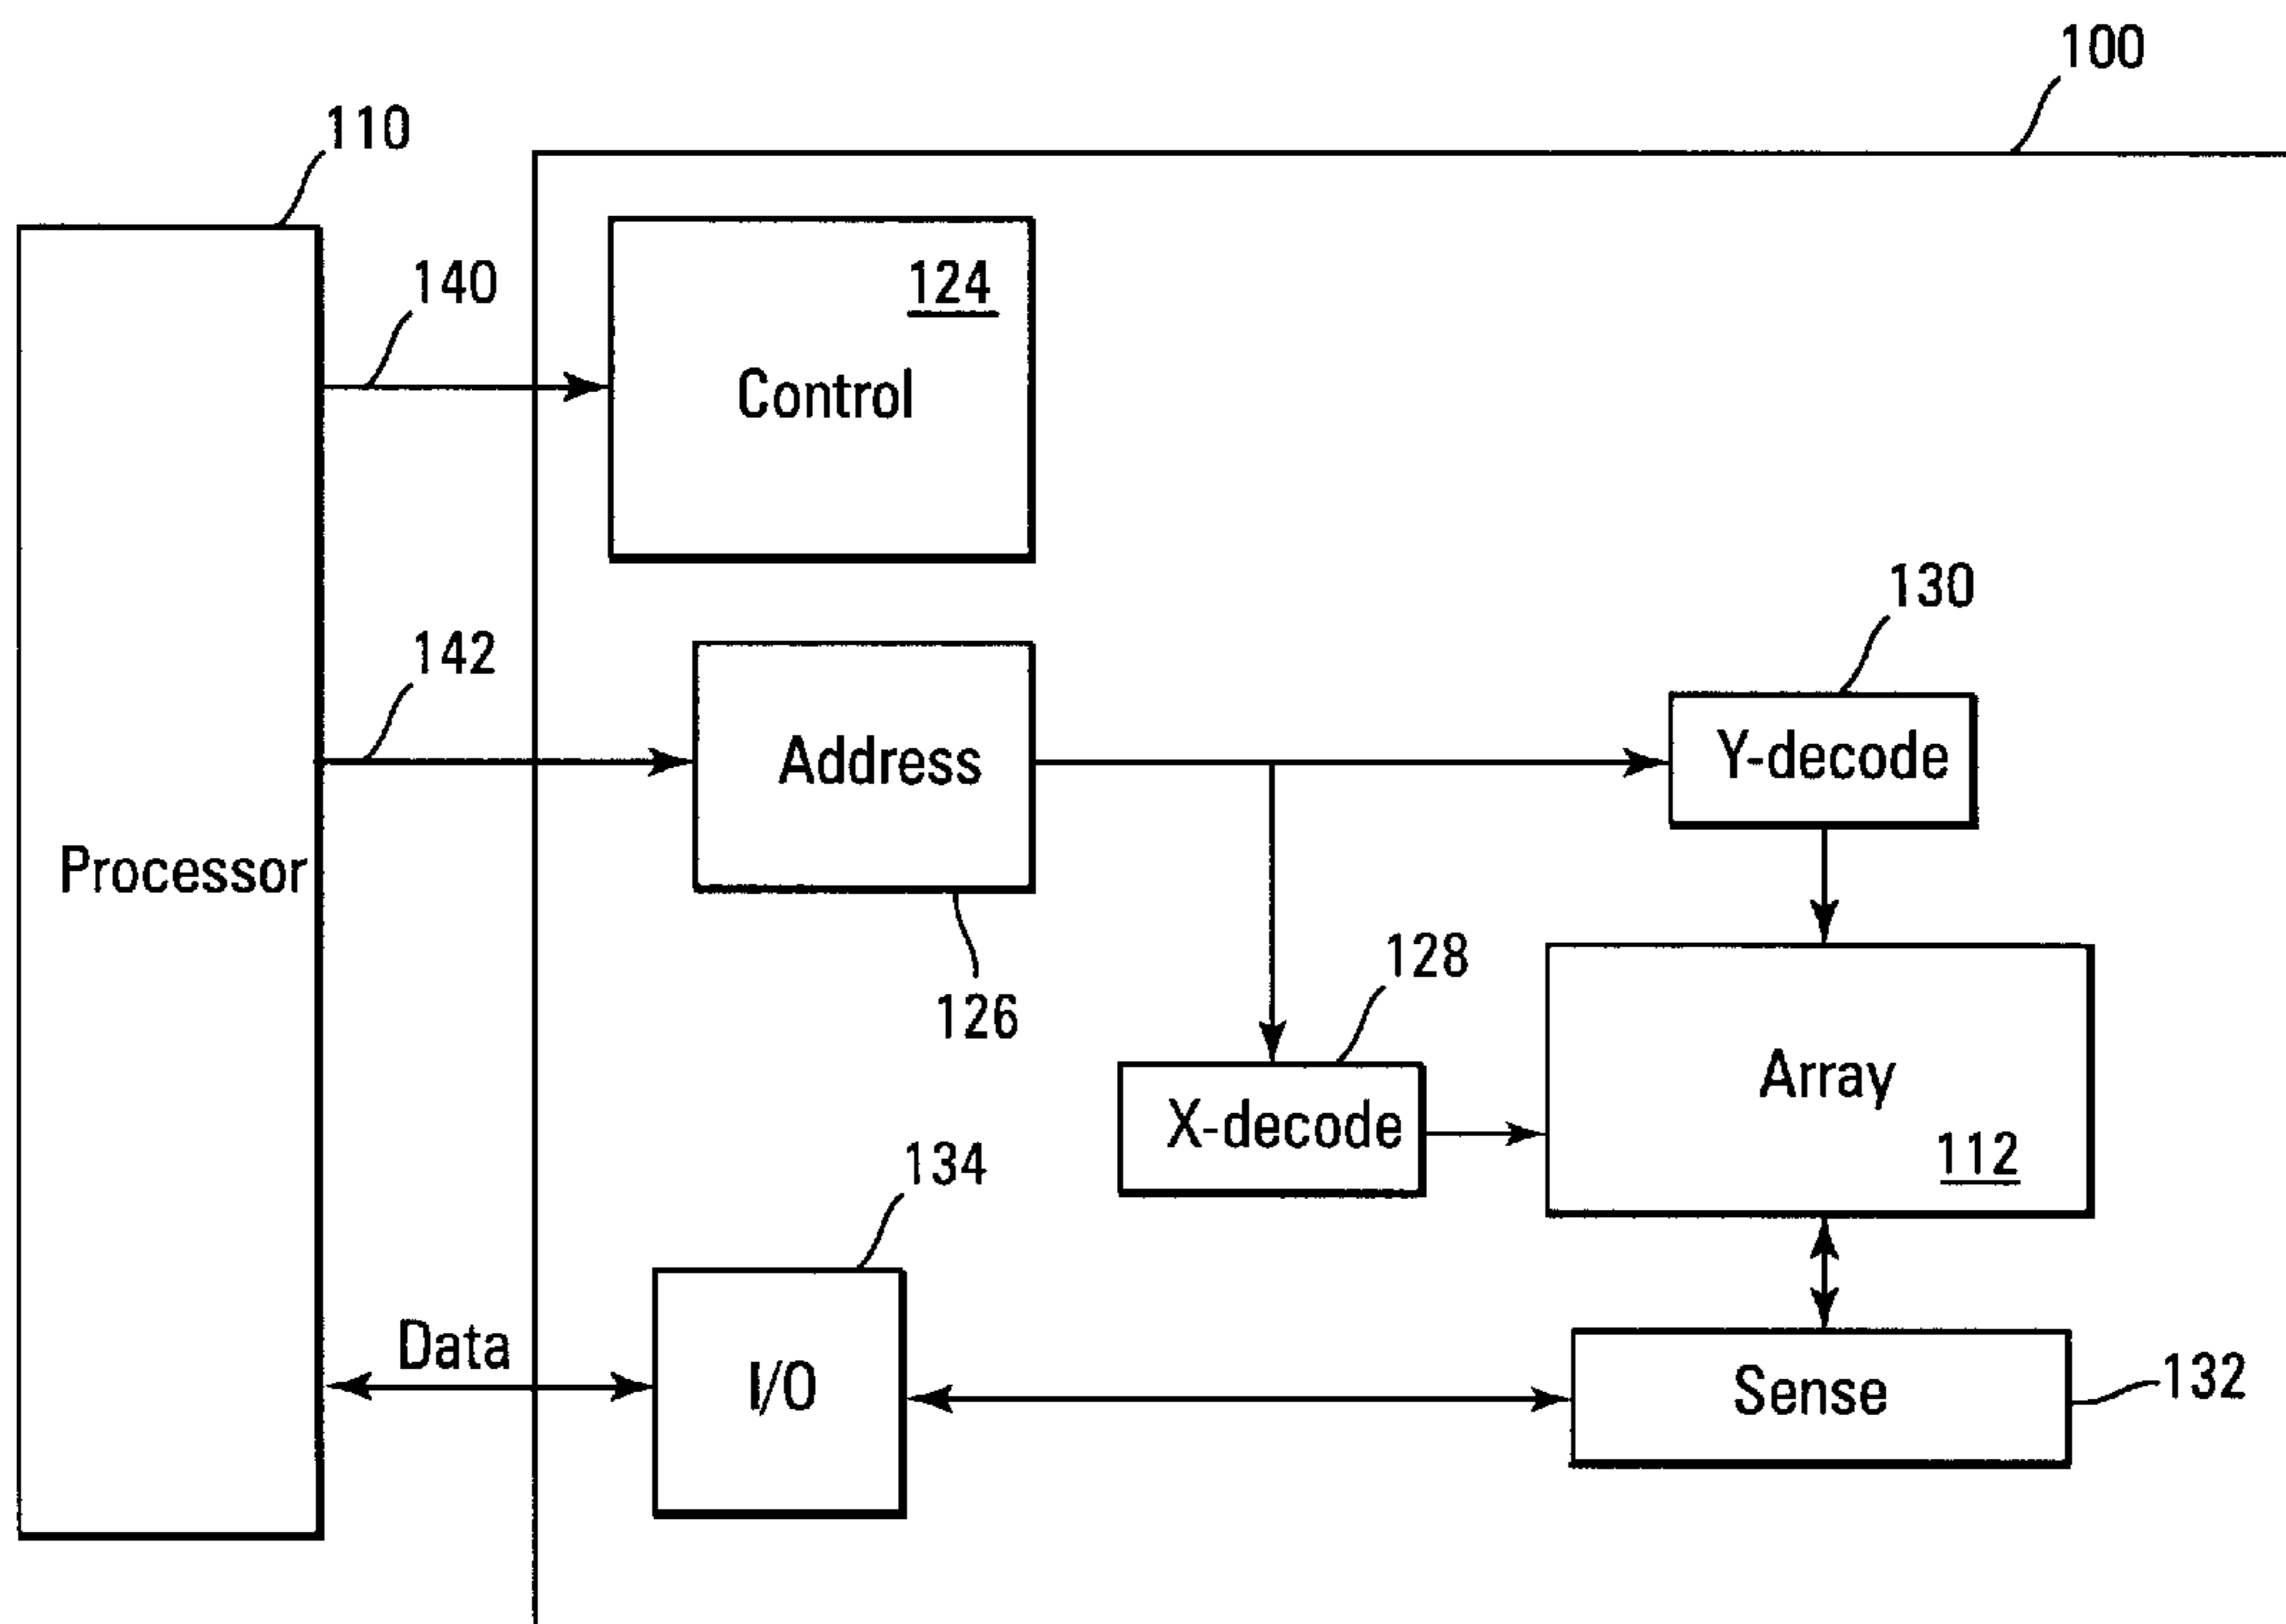 100
110
140
124
Control
142
130
Address
Y-decode
Processor
126
128
Array
X-decode
112
134
Data
I/O
Sense
132